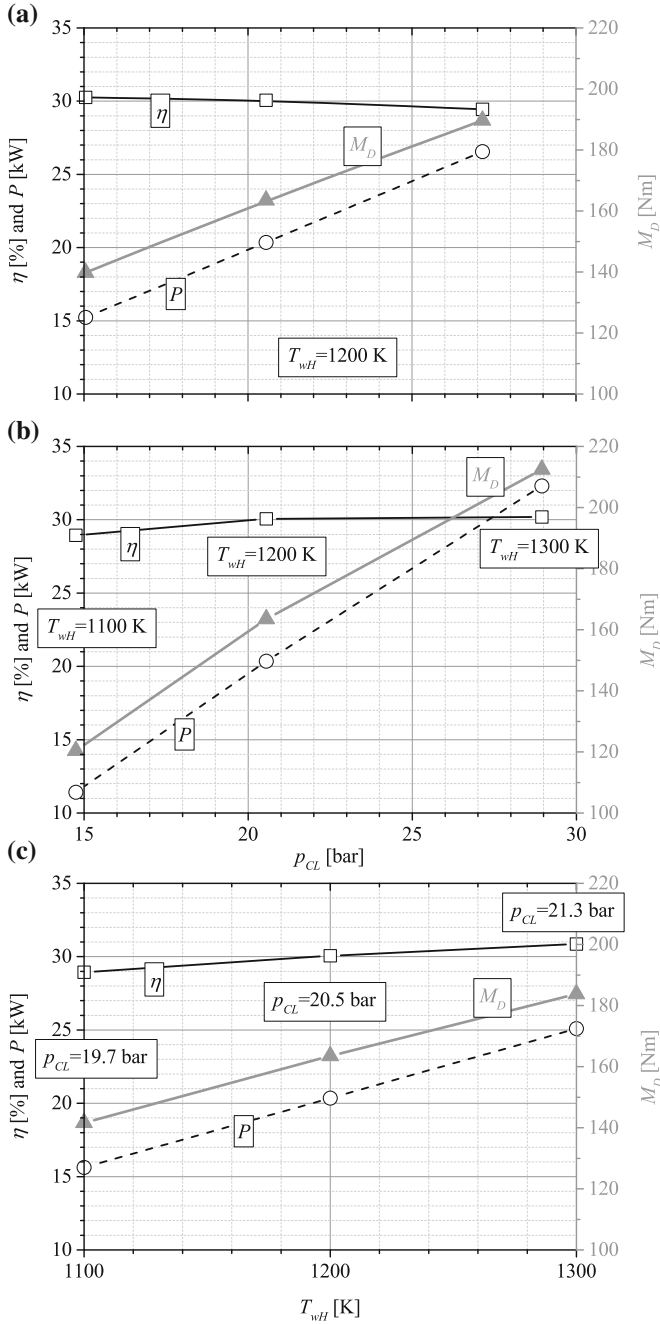 (a)
35
30
25
20
15
10
η [%] and P [kW]
220
200
180
160
140
120
100
M_D [Nm]
η
M_D
P
T_wH=1200 K
(b)
35
30
25
20
15
10
η [%] and P [kW]
220
200
180
160
140
120
100
M_D [Nm]
M_D
η
T_wH=1200 K
T_wH=1300 K
T_wH=1100 K
P
15 20 25 30
p_CL [bar]
(c)
35
30
25
20
15
10
η [%] and P [kW]
220
200
180
160
140
120
100
M_D [Nm]
p_CL=21.3 bar
η
p_CL=20.5 bar
M_D
p_CL=19.7 bar
P
1100 1200 1300
T_wH [K]